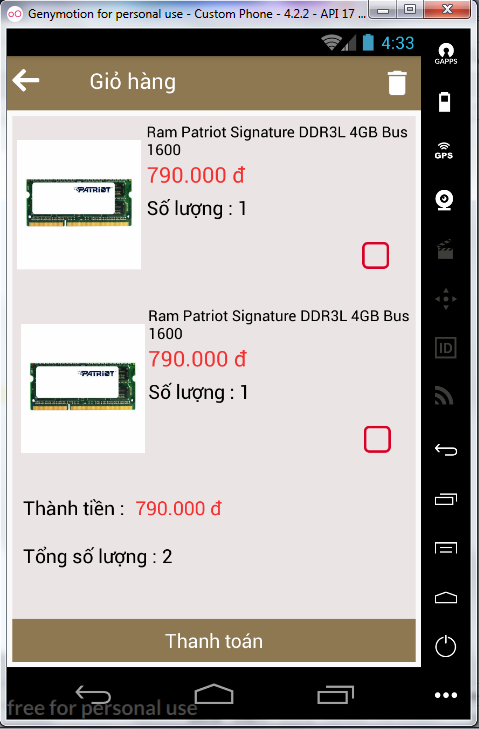 Genymotion for personal use - Custom Phone - 4.2.2 - API 17 ...
4:33
GAPPS
Giỏ hàng
GPS
Ram Patriot Signature DDR3L 4GB Bus
1600
PATRIOT
790.000 đ
Số lượng : 1
Ram Patriot Signature DDR3L 4GB Bus
1600
PATRIOT
790.000 đ
Số lượng : 1
ID
Thành tiền : 790.000 đ
Tổng số lượng : 2
Thanh toán
free for personal use